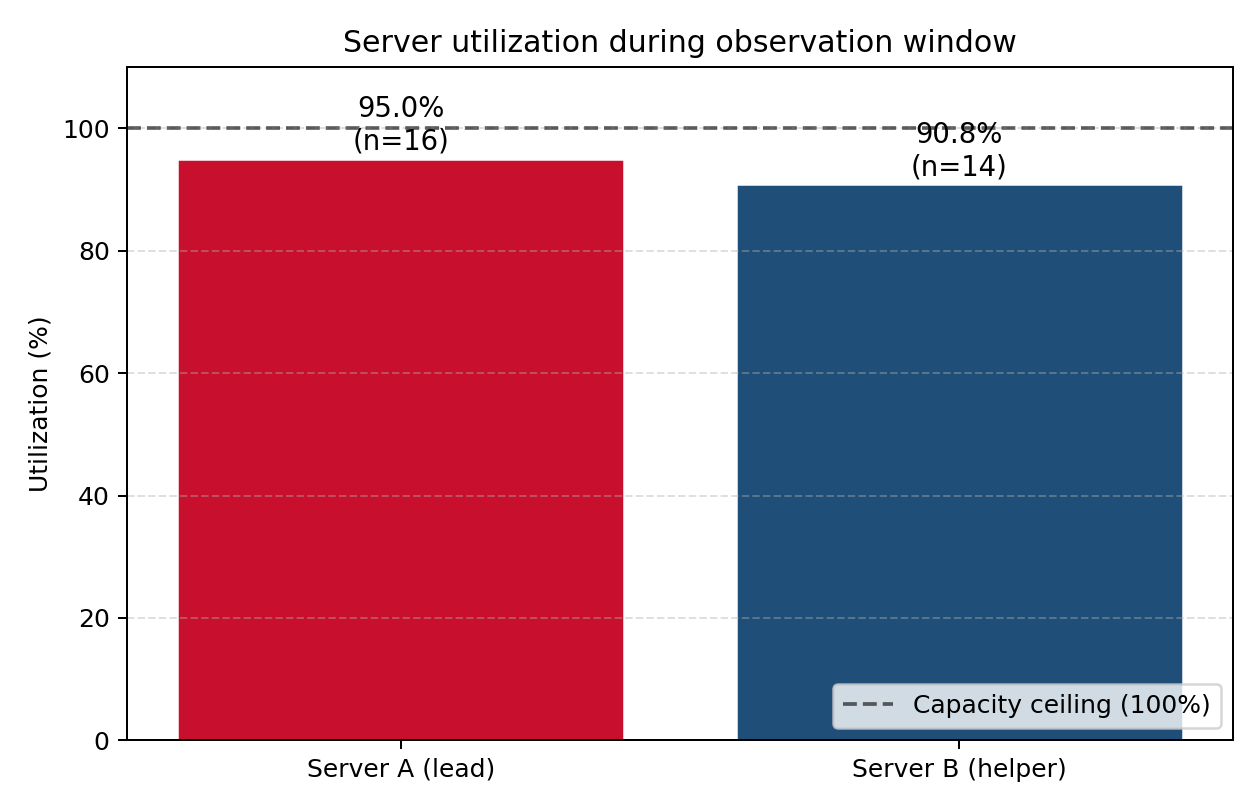 Server utilization during observation window
Utilization (%)
100
80
60
40
20
0
95.0%
(n=16)
90.8%
(n=14)
Capacity ceiling (100%)
Server A (lead)
Server B (helper)